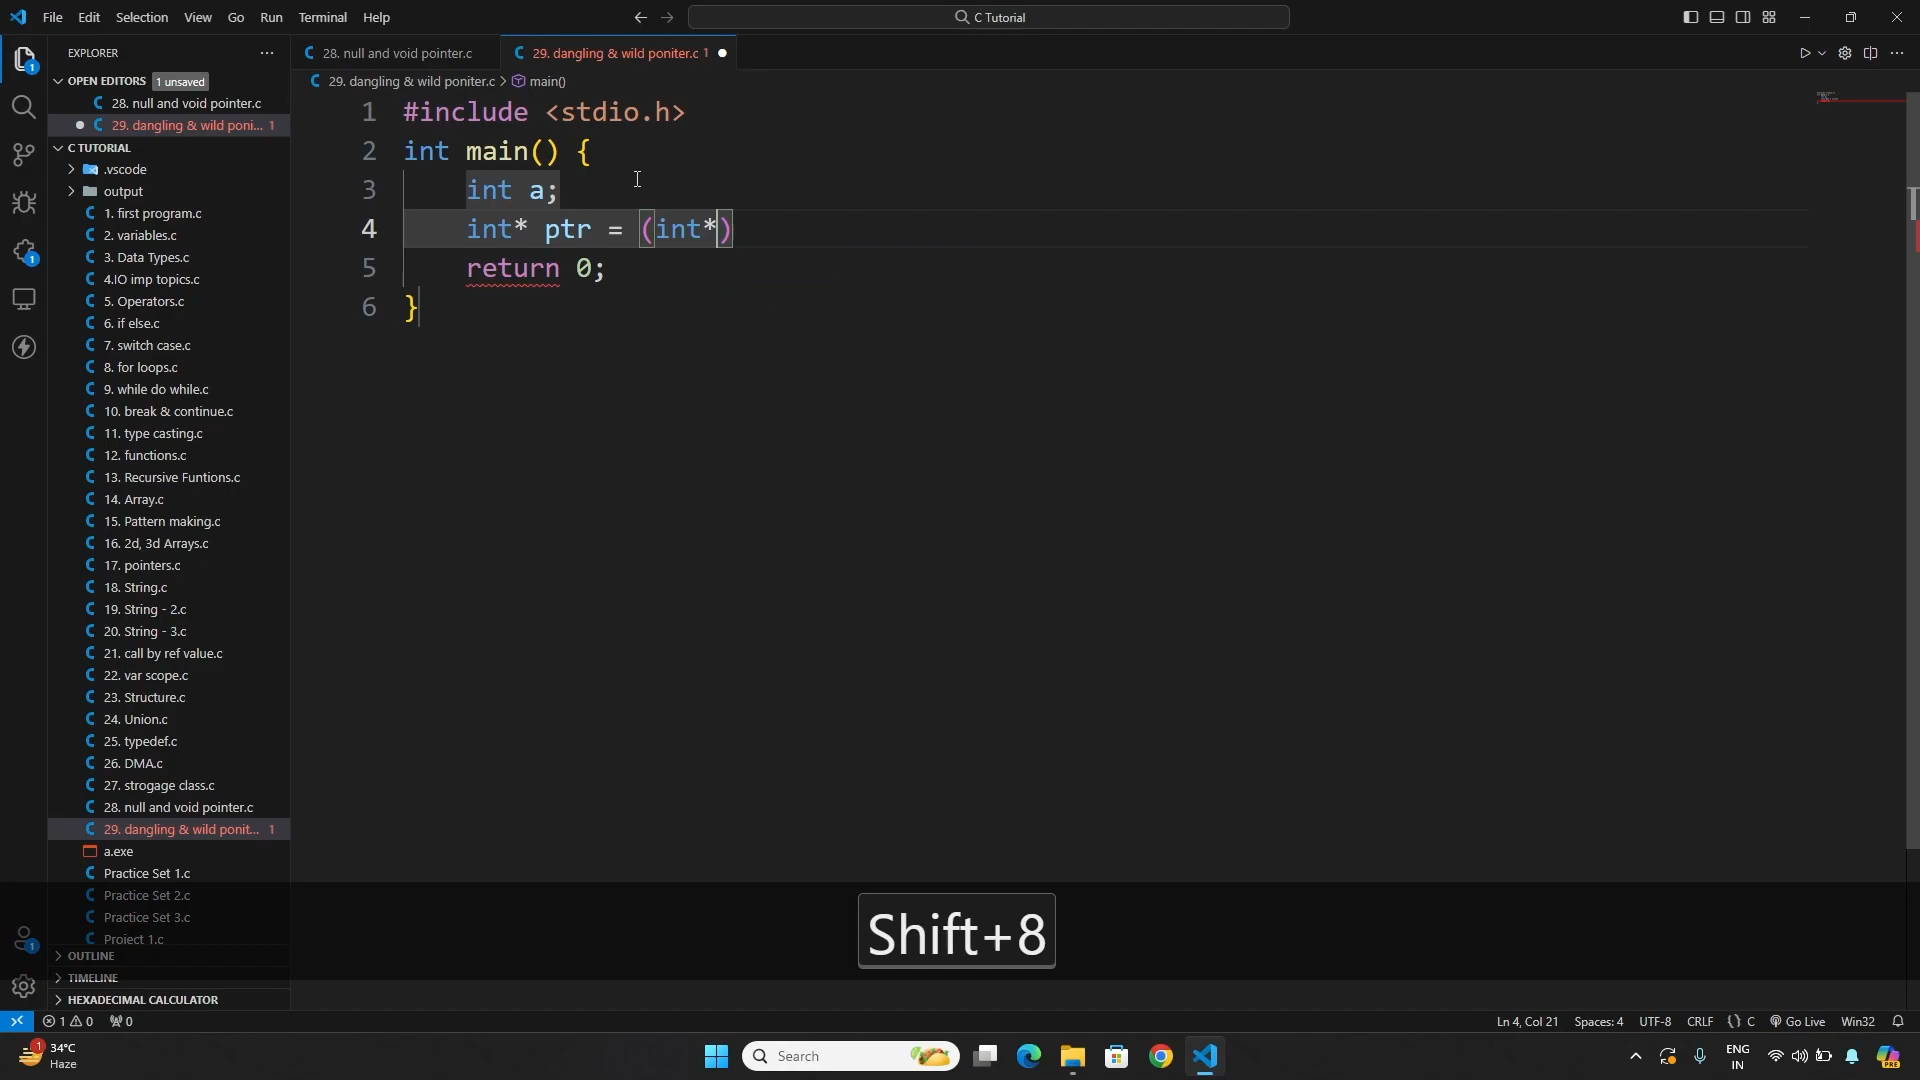 File Edit Selection View Go Run Terminal Help
C Tutorial
EXPLORER
OPEN EDITORS 1 unsaved
28. null and void pointer.c
29. dangling & wild poni... 1
C TUTORIAL
.vscode
output
1. first program.c
2. variables.c
3. Data Types.c
4.IO imp topics.c
5. Operators.c
6. if else.c
7. switch case.c
8. for loops.c
9. while do while.c
10. break & continue.c
11. type casting.c
12. functions.c
13. Recursive Funtions.c
14. Array.c
15. Pattern making.c
16. 2d, 3d Arrays.c
17. pointers.c
18. String.c
19. String - 2.c
20. String - 3.c
21. call by ref value.c
22. var scope.c
23. Structure.c
24. Union.c
25. typedef.c
26. DMA.c
27. strogage class.c
28. null and void pointer.c
29. dangling & wild ponit... 1
a.exe
Practice Set 1.c
Practice Set 2.c
Practice Set 3.c
Project 1.c
OUTLINE
TIMELINE
HEXADECIMAL CALCULATOR
28. null and void pointer.c
29. dangling & wild poniter.c 1
29. dangling & wild poniter.c > main()
1 #include <stdio.h>
2 int main() {
3 int a;
4 int* ptr = (int*)
5 return 0;
6 }
Shift+8
1 0 0
Ln 4, Col 21 Spaces: 4 UTF-8 CRLF {} C Go Live Win32
1 34°C
Haze
Search
ENG
IN
PRE